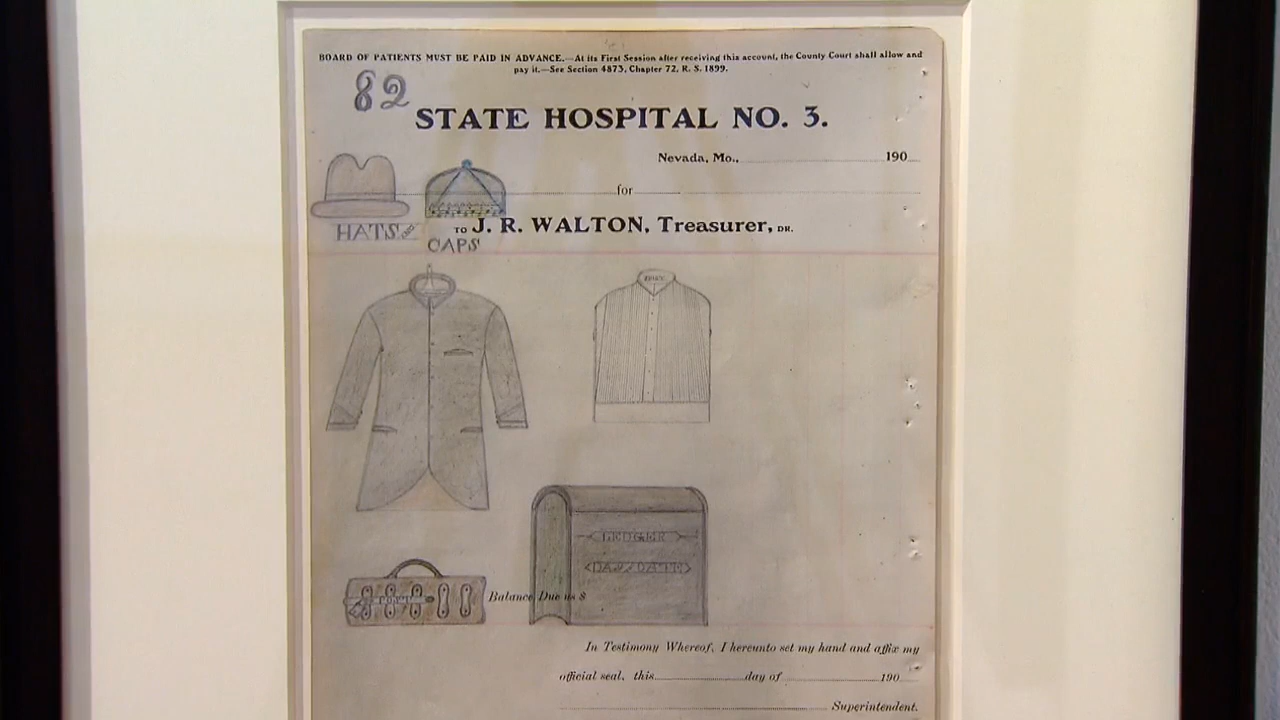 BOARD OF PATIENTS MUST BE PAID IN ADVANCE.—At its First Session after receiving this account, the County Court shall allow and
pay it.—See Section 4873, Chapter 72, R. S. 1899.
82
STATE HOSPITAL NO. 3.
Nevada, Mo., 190
for
HATS
TO J. R. WALTON, Treasurer, DR.
CAPS
LEDGER
Balance Due us $
In Testimony Whereof, I hereunto set my hand and affix my
official seal, this day of 190
Superintendent.